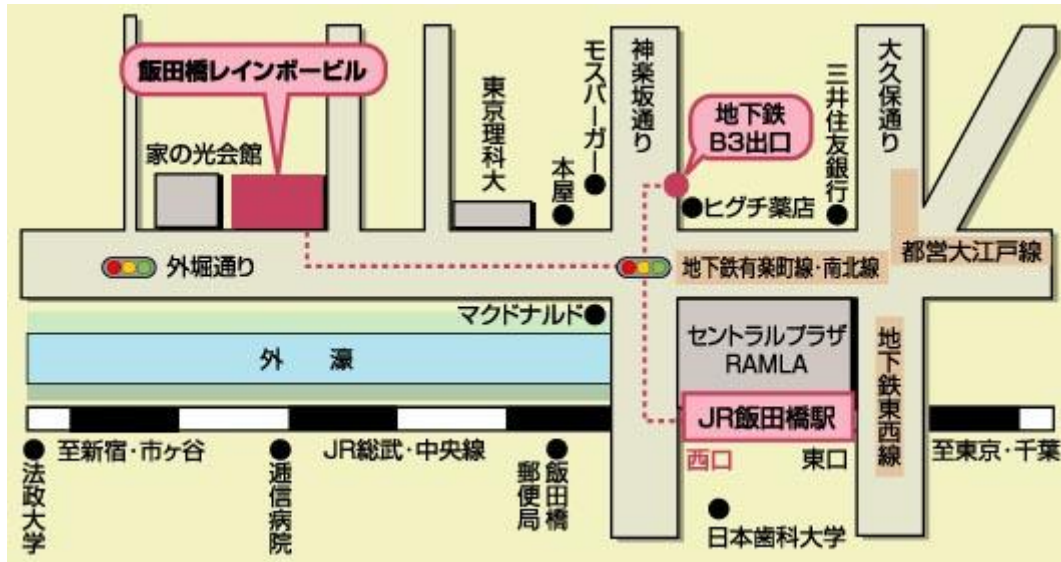 飯田橋レインボービル
家の光会館
東京理科大
本屋
モスバーガー
神楽坂通り
地下鉄
B3出口
ヒグチ薬店
三井住友銀行
大久保通り
外堀通り
地下鉄有楽町線・南北線
都営大江戸線
マクドナルド
外 濠
セントラルプラザ
RAMLA
地下鉄東西線
JR飯田橋駅
西口 東口
至新宿・市ヶ谷
JR総武・中央線
至東京・千葉
法政大学
逓信病院
飯田橋
郵便局
日本歯科大学